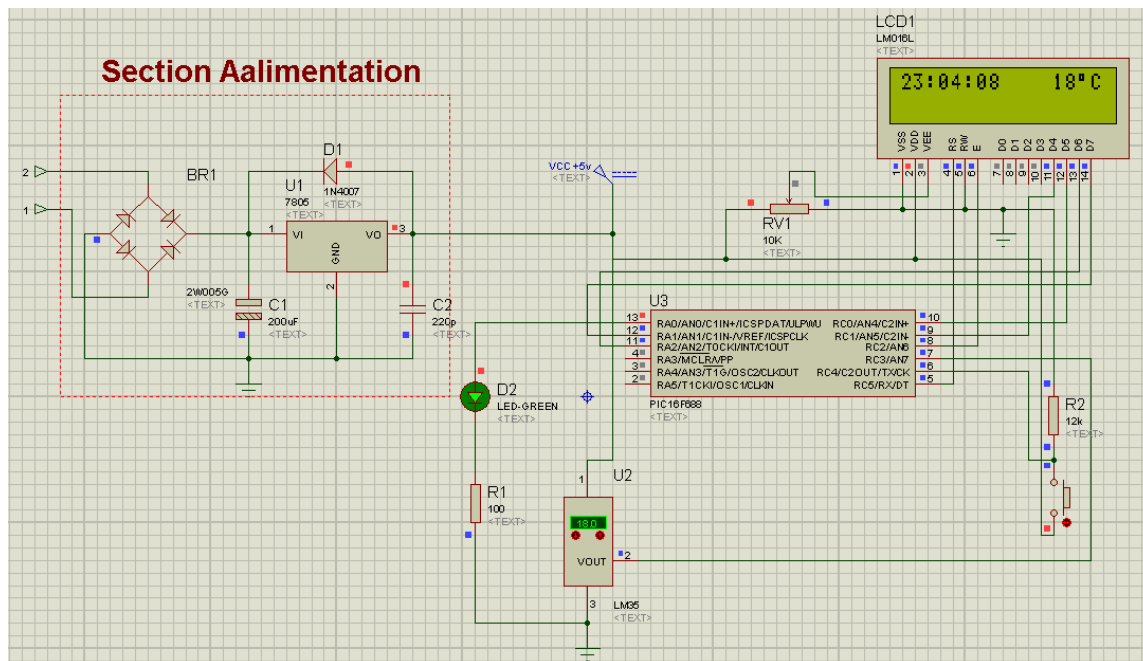 LCD1
LM016L
<TEXT>
23:04:08 18°C
VSS VDD VEE RS RW E D0 D1 D2 D3 D4 D5 D6 D7
1 2 3 4 5 6 7 8 9 10 11 12 13 14
Section Aalimentation
2
1
BR1
2W005G
<TEXT>
D1
1N4007
<TEXT>
U1
7805
<TEXT>
1 VI VO 3
GND
2
C1
200uF
<TEXT>
C2
220p
<TEXT>
VCC +5v
<TEXT>
RV1
10K
<TEXT>
U3
13 RA0/AN0/C1IN+/ICSPDAT/ULPWU RC0/AN4/C2IN+ 10
12 RA1/AN1/C1IN-/VREF/ICSPCLK RC1/AN5/C2IN- 9
11 RA2/AN2/T0CKI/INT/C1OUT RC2/AN6 8
4 RA3/MCLR/VPP RC3/AN7 7
3 RA4/AN3/T1G/OSC2/CLKOUT RC4/C2OUT/TX/CK 6
2 RA5/T1CKI/OSC1/CLKIN RC5/RX/DT 5
PIC16F688
<TEXT>
D2
LED-GREEN
<TEXT>
R1
100
<TEXT>
R2
12k
<TEXT>
U2
1
18.0
VOUT 2
3
LM35
<TEXT>